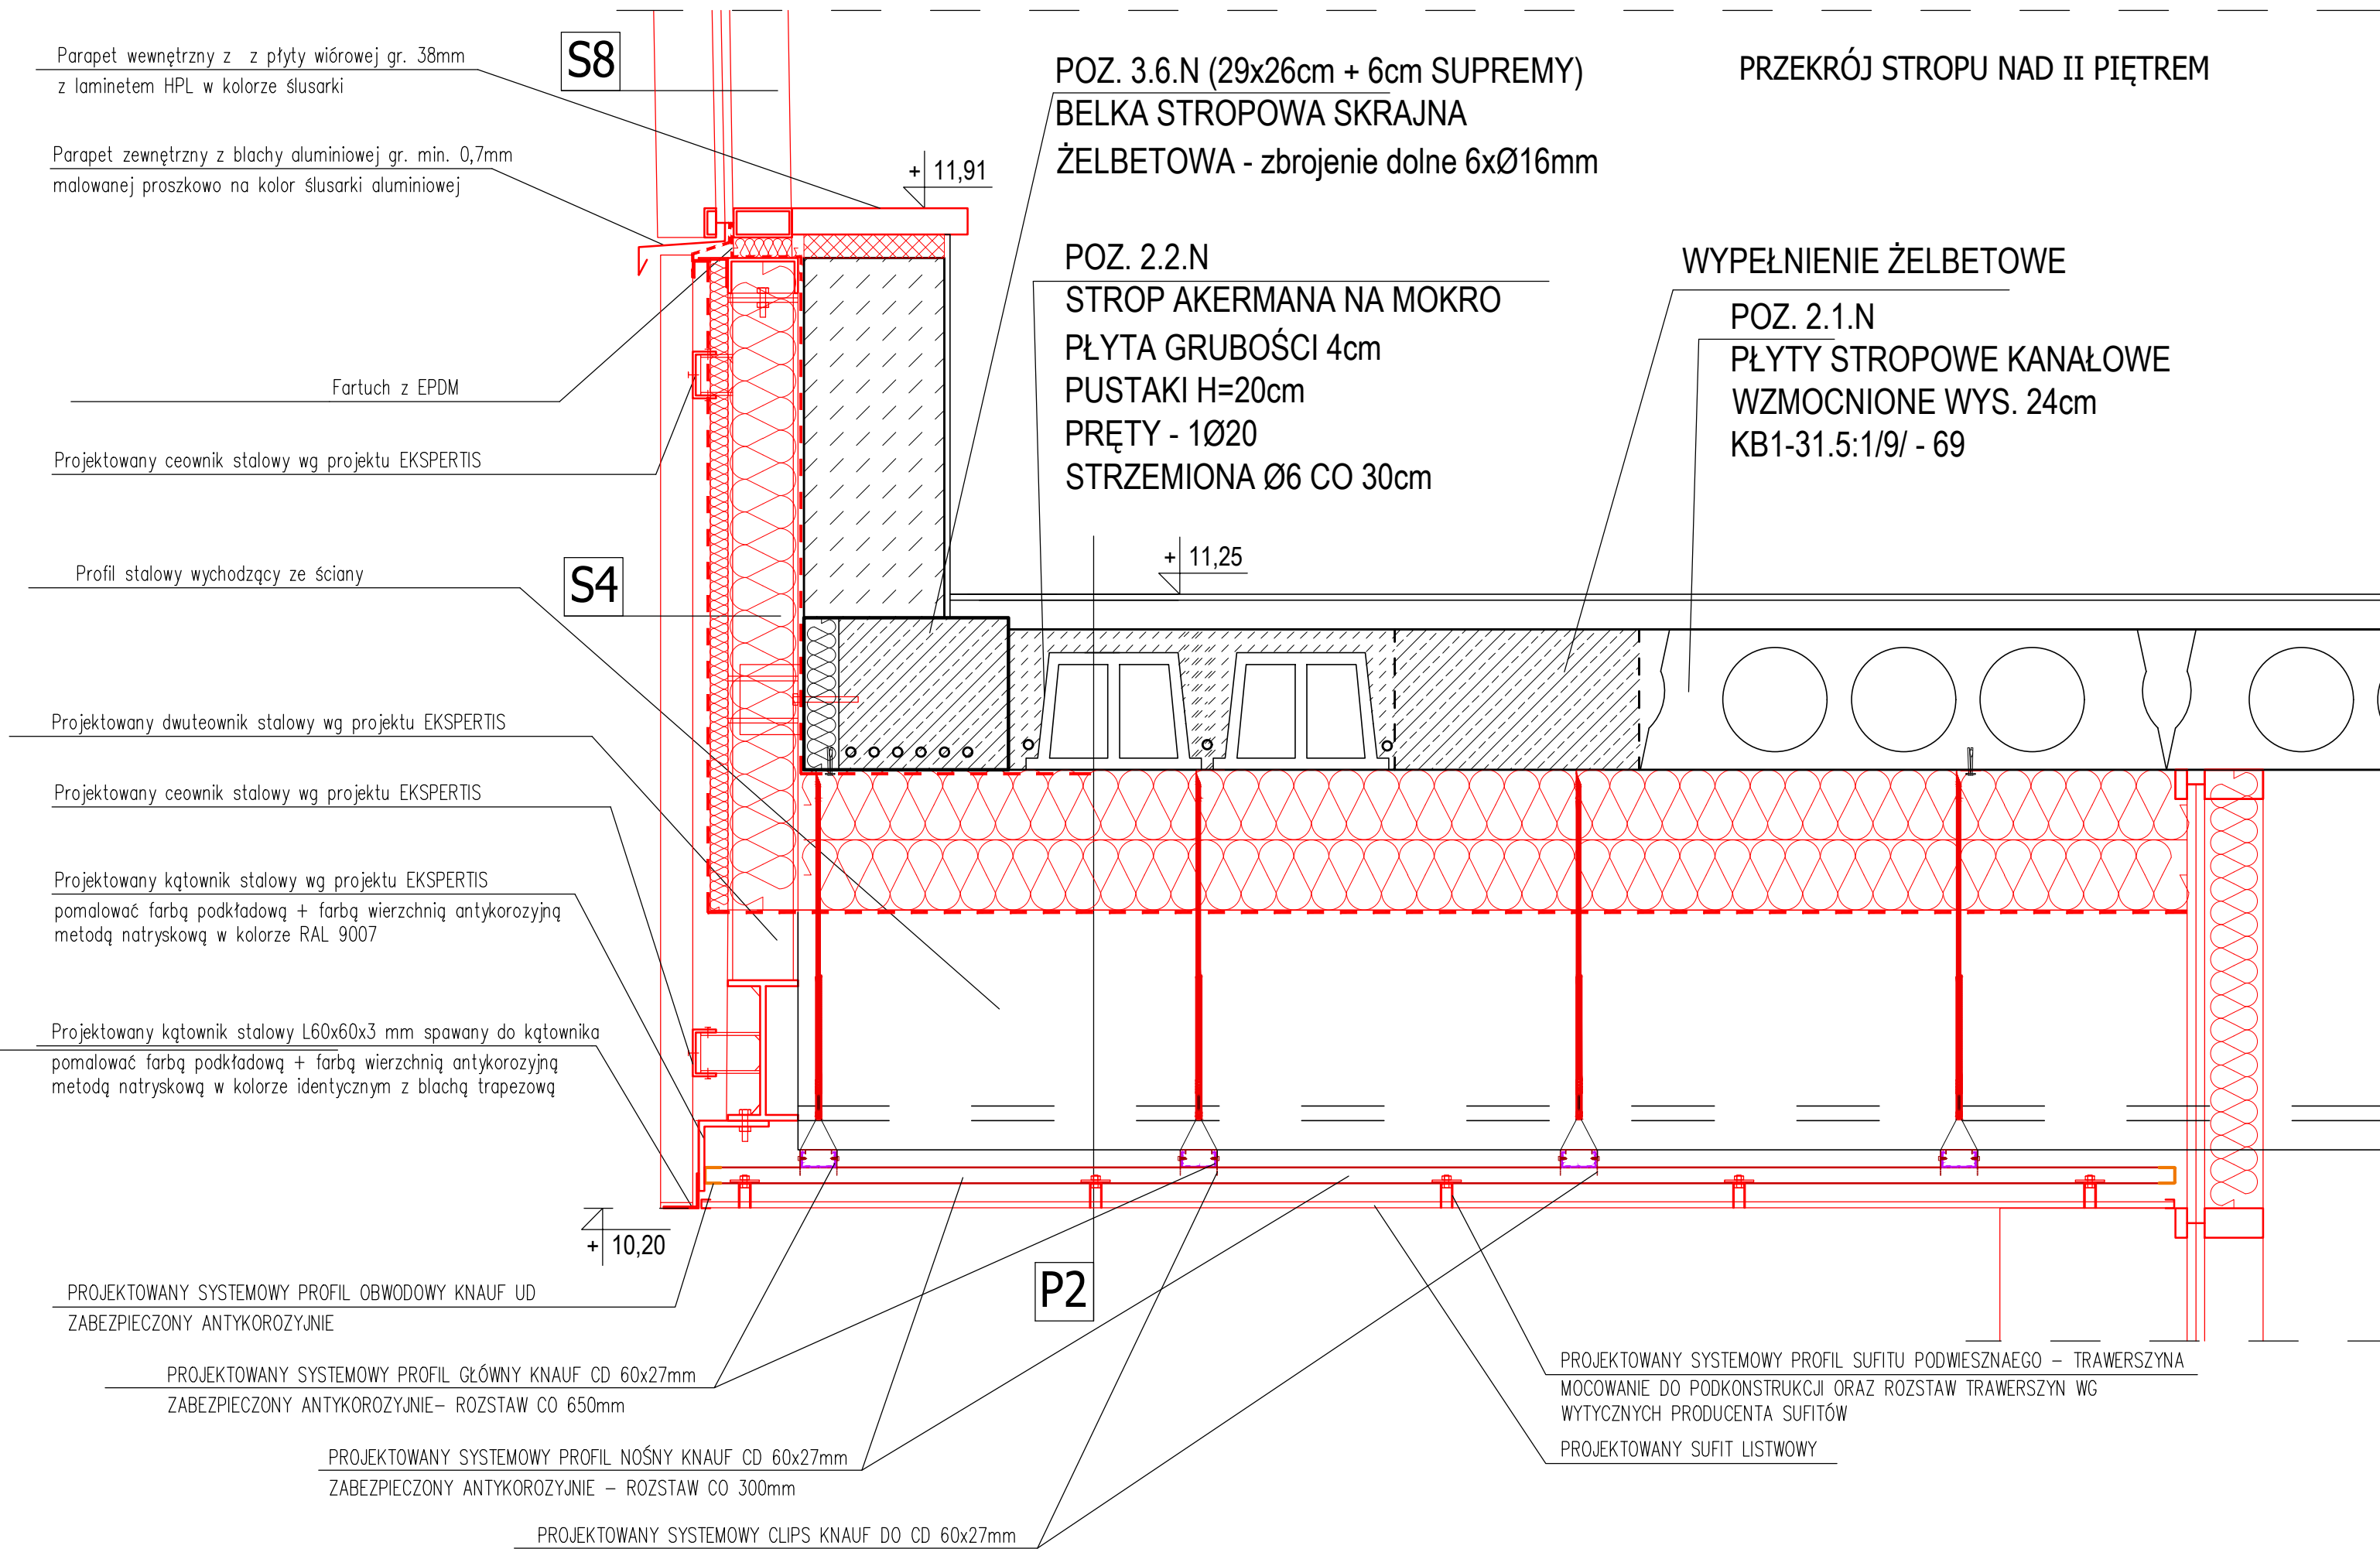 Parapet wewnętrzny z z płyty wiórowej gr. 38mm
z laminetem HPL w kolorze ślusarki
Parapet zewnętrzny z blachy aluminiowej gr. min. 0,7mm
malowanej proszkowo na kolor ślusarki aluminiowej
Fartuch z EPDM
Projektowany ceownik stalowy wg projektu EKSPERTIS
Profil stalowy wychodzący ze ściany
Projektowany dwuteownik stalowy wg projektu EKSPERTIS
Projektowany ceownik stalowy wg projektu EKSPERTIS
Projektowany kątownik stalowy wg projektu EKSPERTIS
pomalować farbą podkładową + farbą wierzchnią antykorozyjną
metodą natryskową w kolorze RAL 9007
Projektowany kątownik stalowy L60x60x3 mm spawany do kątownika
pomalować farbą podkładową + farbą wierzchnią antykorozyjną
metodą natryskową w kolorze identycznym z blachą trapezową
S8
S4
+ 11,91
POZ. 3.6.N (29x26cm + 6cm SUPREMY)
BELKA STROPOWA SKRAJNA
ŻELBETOWA - zbrojenie dolne 6xØ16mm
POZ. 2.2.N
STROP AKERMANA NA MOKRO
PŁYTA GRUBOŚCI 4cm
PUSTAKI H=20cm
PRĘTY - 1Ø20
STRZEMIONA Ø6 CO 30cm
+ 11,25
PRZEKRÓJ STROPU NAD II PIĘTREM
WYPEŁNIENIE ŻELBETOWE
POZ. 2.1.N
PŁYTY STROPOWE KANAŁOWE
WZMOCNIONE WYS. 24cm
KB1-31.5:1/9/ - 69
+ 10,20
P2
PROJEKTOWANY SYSTEMOWY PROFIL OBWODOWY KNAUF UD
ZABEZPIECZONY ANTYKOROZYJNIE
PROJEKTOWANY SYSTEMOWY PROFIL GŁÓWNY KNAUF CD 60x27mm
ZABEZPIECZONY ANTYKOROZYJNIE- ROZSTAW CO 650mm
PROJEKTOWANY SYSTEMOWY PROFIL NOŚNY KNAUF CD 60x27mm
ZABEZPIECZONY ANTYKOROZYJNIE - ROZSTAW CO 300mm
PROJEKTOWANY SYSTEMOWY CLIPS KNAUF DO CD 60x27mm
PROJEKTOWANY SYSTEMOWY PROFIL SUFITU PODWIESZNAEGO - TRAWERSZYNA
MOCOWANIE DO PODKONSTRUKCJI ORAZ ROZSTAW TRAWERSZYN WG
WYTYCZNYCH PRODUCENTA SUFITÓW
PROJEKTOWANY SUFIT LISTWOWY